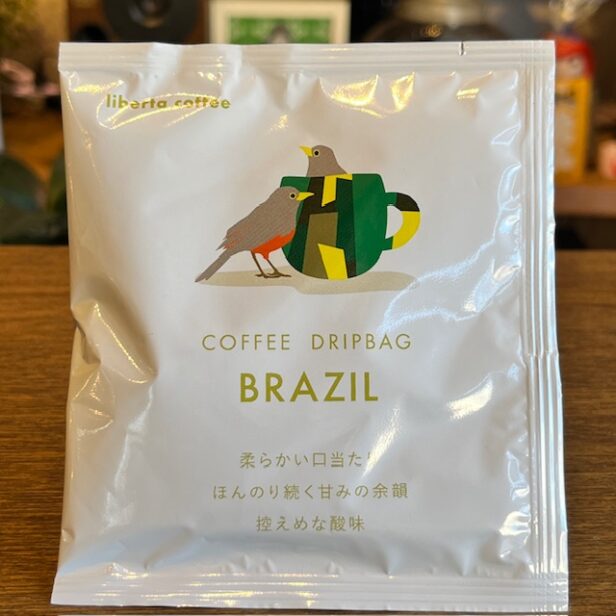 liberta coffee
COFFEE DRIPBAG
BRAZIL
柔らかい口当たり
ほんのり続く甘みの余韻
控えめな酸味